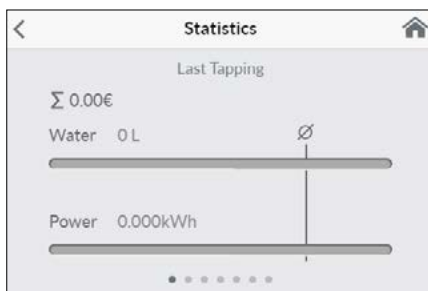 Statistics
Last Tapping
Σ 0.00€
Water 0 L
Ø
Power 0.000kWh